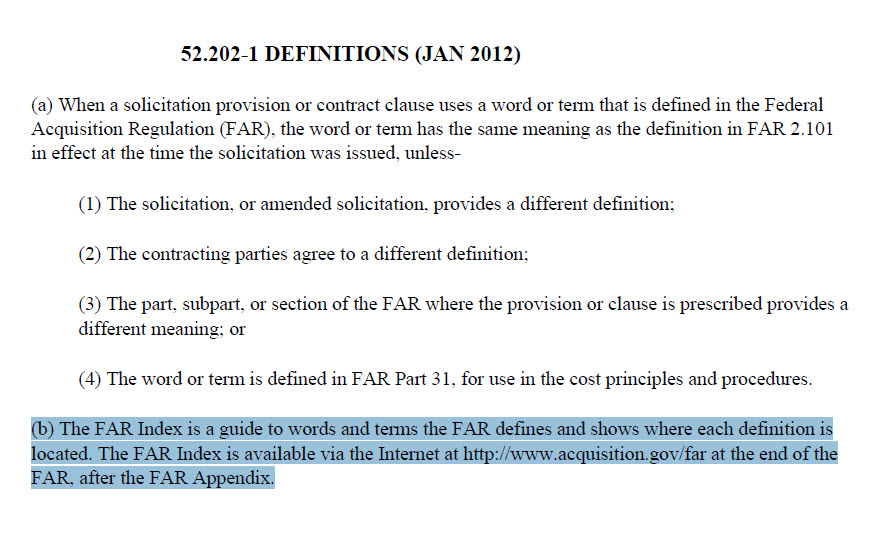 52.202-1 DEFINITIONS (JAN 2012)
(a) When a solicitation provision or contract clause uses a word or term that is defined in the Federal
Acquisition Regulation (FAR), the word or term has the same meaning as the definition in FAR 2.101
in effect at the time the solicitation was issued, unless-
(1) The solicitation, or amended solicitation, provides a different definition;
(2) The contracting parties agree to a different definition;
(3) The part, subpart, or section of the FAR where the provision or clause is prescribed provides a
different meaning; or
(4) The word or term is defined in FAR Part 31, for use in the cost principles and procedures.
(b) The FAR Index is a guide to words and terms the FAR defines and shows where each definition is
located. The FAR Index is available via the Internet at http://www.acquisition.gov/far at the end of the
FAR, after the FAR Appendix.